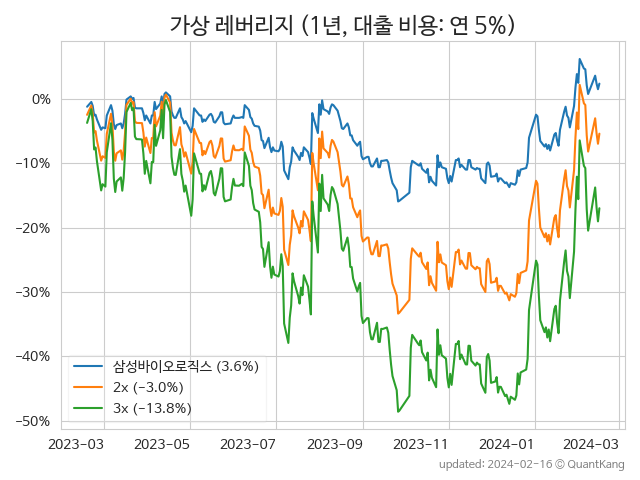 가상 레버리지 (1년, 대출 비용: 연 5%)
0%
−10%
−20%
−30%
−40%
−50%
삼성바이오로직스 (3.6%)
2x (−3.0%)
3x (−13.8%)
2023-03 2023-05 2023-07 2023-09 2023-11 2024-01 2024-03
updated: 2024-02-16 © QuantKang